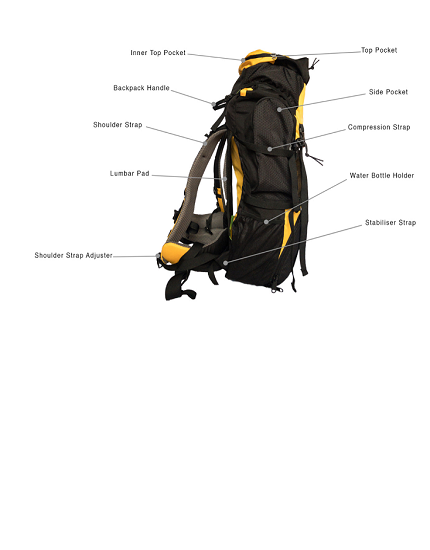 Inner Top Pocket
Top Pocket
Backpack Handle
Side Pocket
Shoulder Strap
Compression Strap
Lumbar Pad
Water Bottle Holder
Stabiliser Strap
Shoulder Strap Adjuster